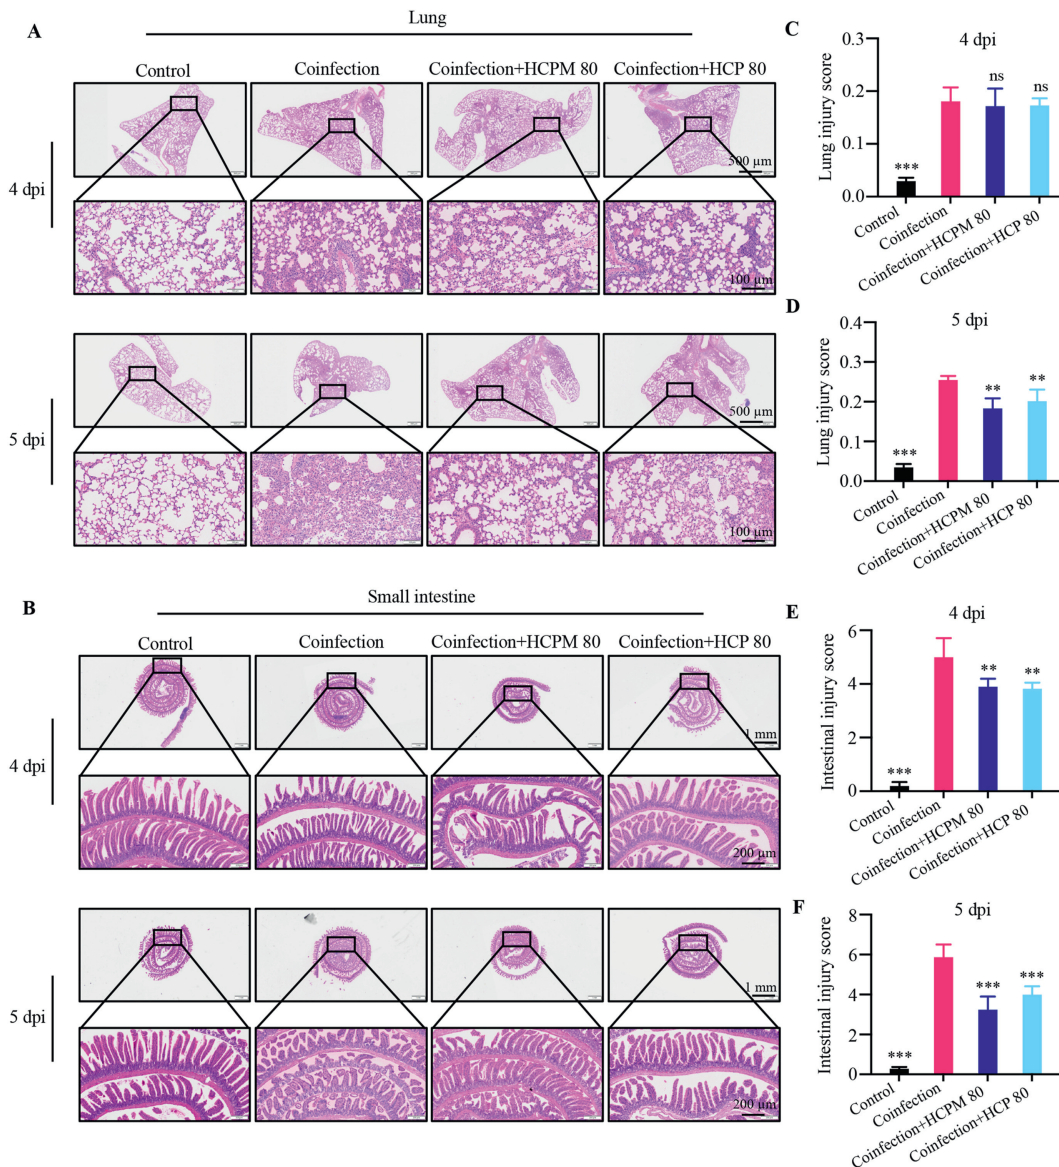 A
Lung
Control
Coinfection
Coinfection+HCPM 80
Coinfection+HCP 80
4 dpi
500 µm
100 µm
5 dpi
500 µm
100 µm
B
Small intestine
Control
Coinfection
Coinfection+HCPM 80
Coinfection+HCP 80
4 dpi
1 mm
200 µm
5 dpi
1 mm
200 µm
C
4 dpi
Lung injury score
0.3
0.2
0.1
0.0
***
ns
ns
Control
Coinfection
Coinfection+HCPM 80
Coinfection+HCP 80
D
5 dpi
Lung injury score
0.4
0.3
0.2
0.1
0.0
***
**
**
Control
Coinfection
Coinfection+HCPM 80
Coinfection+HCP 80
E
4 dpi
Intestinal injury score
6
4
2
0
***
**
**
Control
Coinfection
Coinfection+HCPM 80
Coinfection+HCP 80
F
5 dpi
Intestinal injury score
8
6
4
2
0
***
***
***
Control
Coinfection
Coinfection+HCPM 80
Coinfection+HCP 80